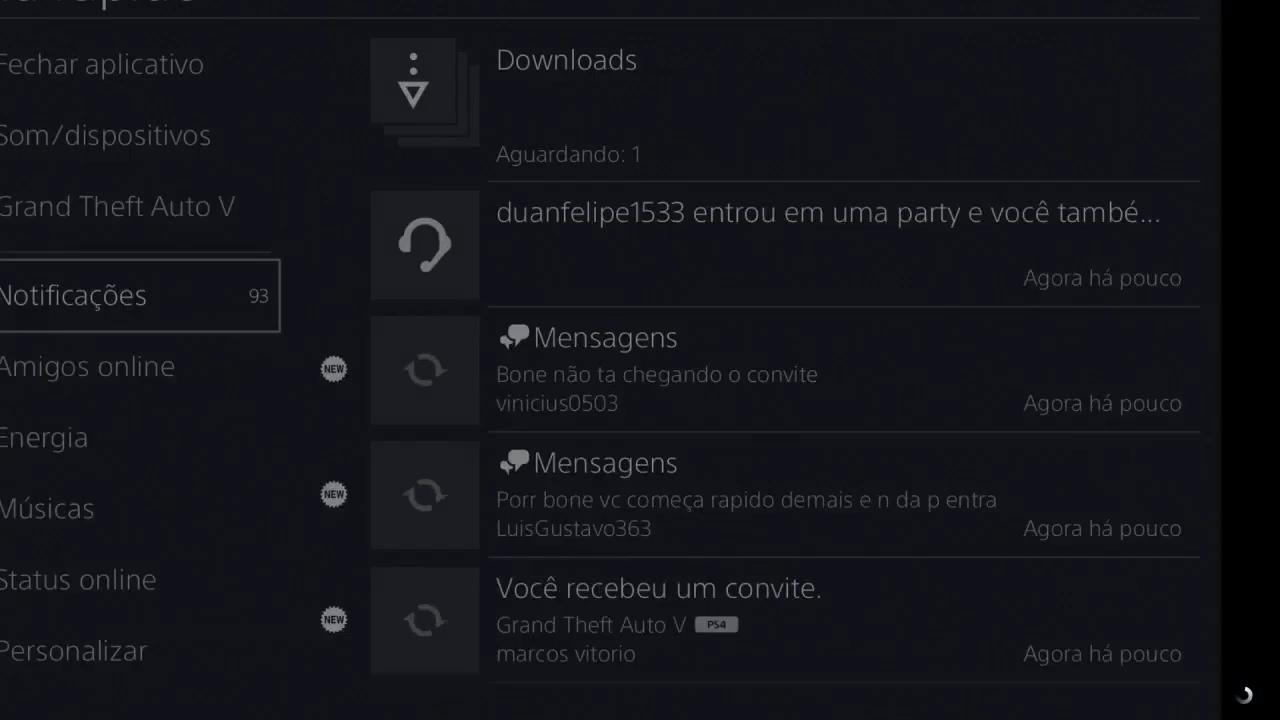 Fechar aplicativo
Som/dispositivos
Grand Theft Auto V
Notificações 93
Amigos online
Energia
Músicas
Status online
Personalizar
Downloads
Aguardando: 1
duanfelipe1533 entrou em uma party e você també...
Agora há pouco
NEW
Mensagens
Bone não ta chegando o convite
vinicius0503
Agora há pouco
NEW
Mensagens
Porr bone vc começa rapido demais e n da p entra
LuisGustavo363
Agora há pouco
NEW
Você recebeu um convite.
Grand Theft Auto V PS4
marcos vitorio
Agora há pouco